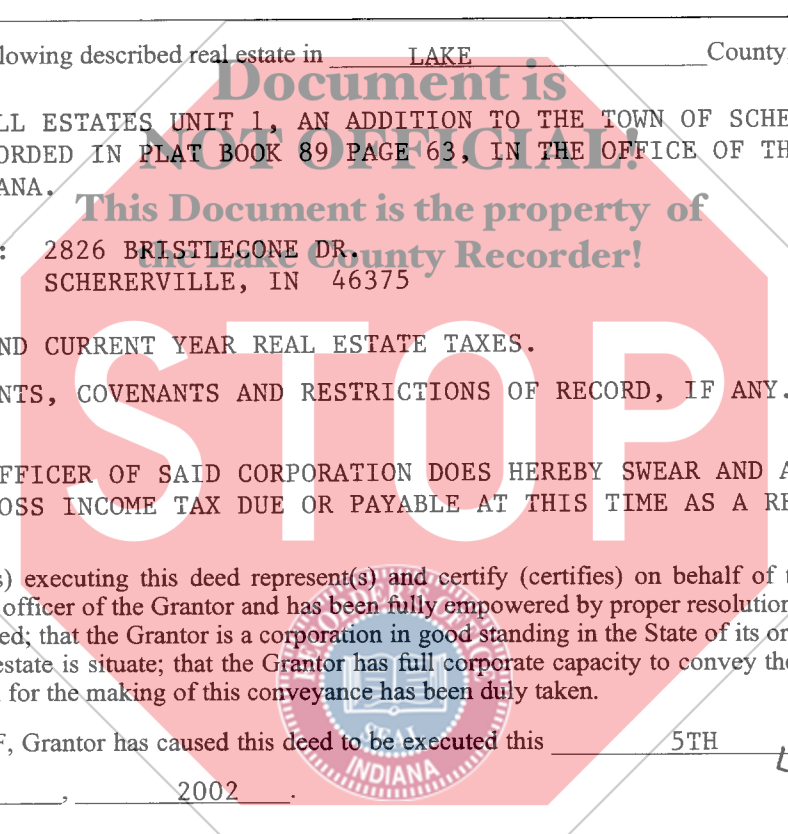 llowing described real estate in LAKE County,
Document is
LL ESTATES UNIT 1, AN ADDITION TO THE TOWN OF SCHE
NOT OFFICIAL!
ORDED IN PLAT BOOK 89 PAGE 63, IN THE OFFICE OF TH
ANA.
This Document is the property of
: 2826 BRISTLECONE DR.
the Lake County Recorder!
SCHERERVILLE, IN 46375
ND CURRENT YEAR REAL ESTATE TAXES.
NTS, COVENANTS AND RESTRICTIONS OF RECORD, IF ANY.
STOP
FFICER OF SAID CORPORATION DOES HEREBY SWEAR AND A
OSS INCOME TAX DUE OR PAYABLE AT THIS TIME AS A RE
s) executing this deed represent(s) and certify (certifies) on behalf of t
officer of the Grantor and has been fully empowered by proper resolution
ed; that the Grantor is a corporation in good standing in the State of its or
estate is situate; that the Grantor has full corporate capacity to convey the
for the making of this conveyance has been duly taken.
RECORDER'S OFFICE
SEAL
INDIANA
F, Grantor has caused this deed to be executed this 5TH
, 2002 .